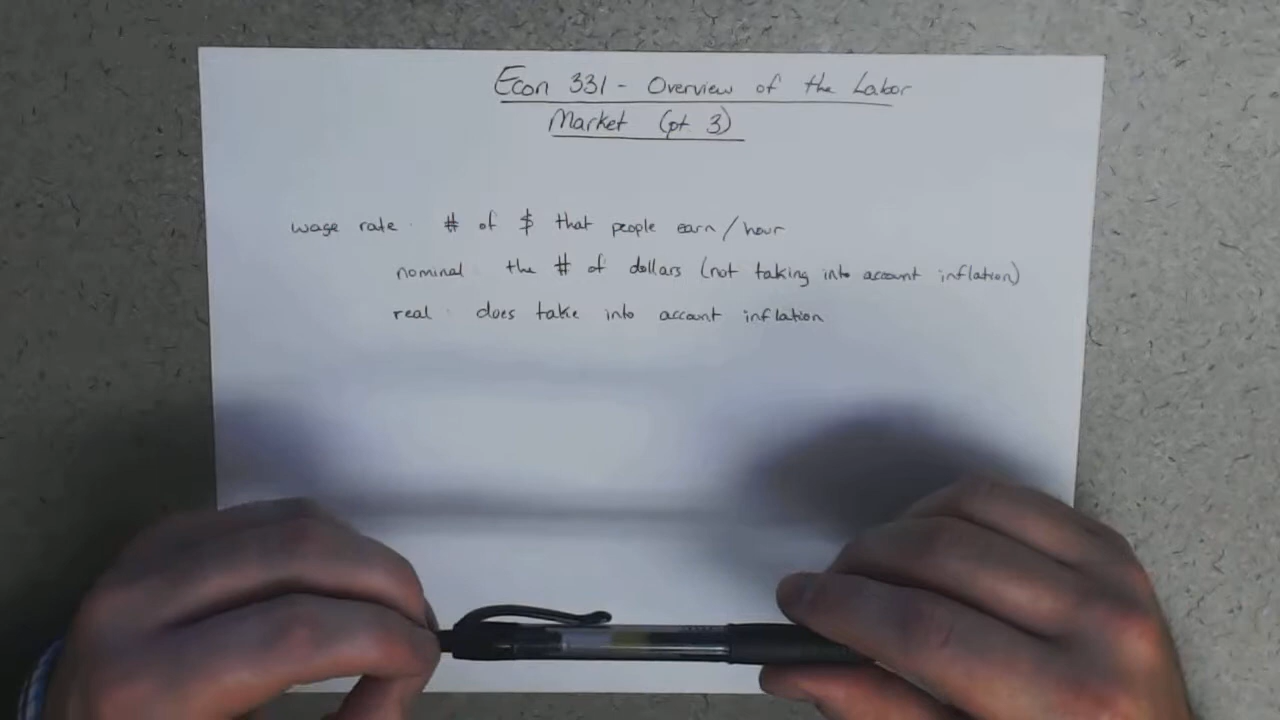 Econ 331 - Overview of the Labor
Market (pt 3)
wage rate: # of $ that people earn/hour
nominal: the # of dollars (not taking into account inflation)
real: does take into account inflation